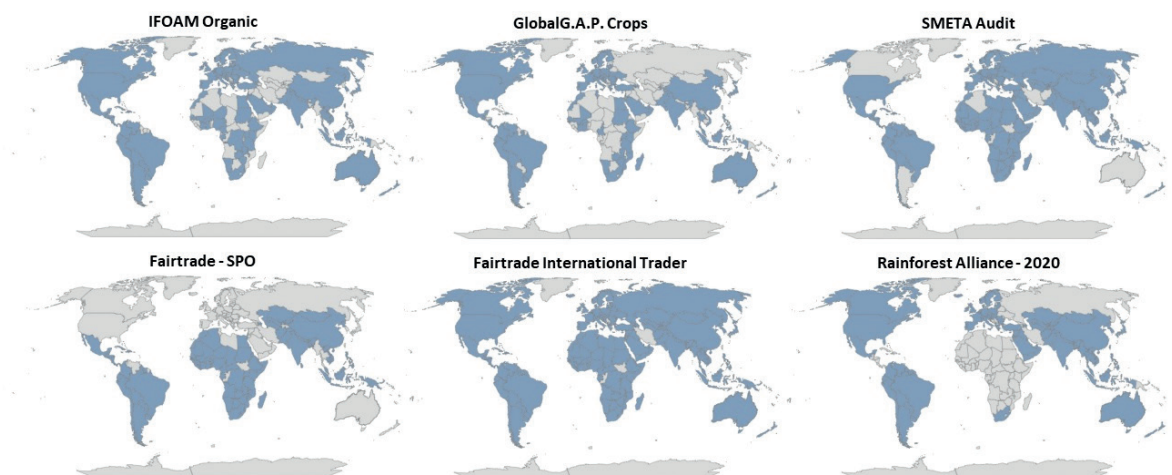 IFOAM Organic
GlobalG.A.P. Crops
SMETA Audit
Fairtrade - SPO
Fairtrade International Trader
Rainforest Alliance - 2020